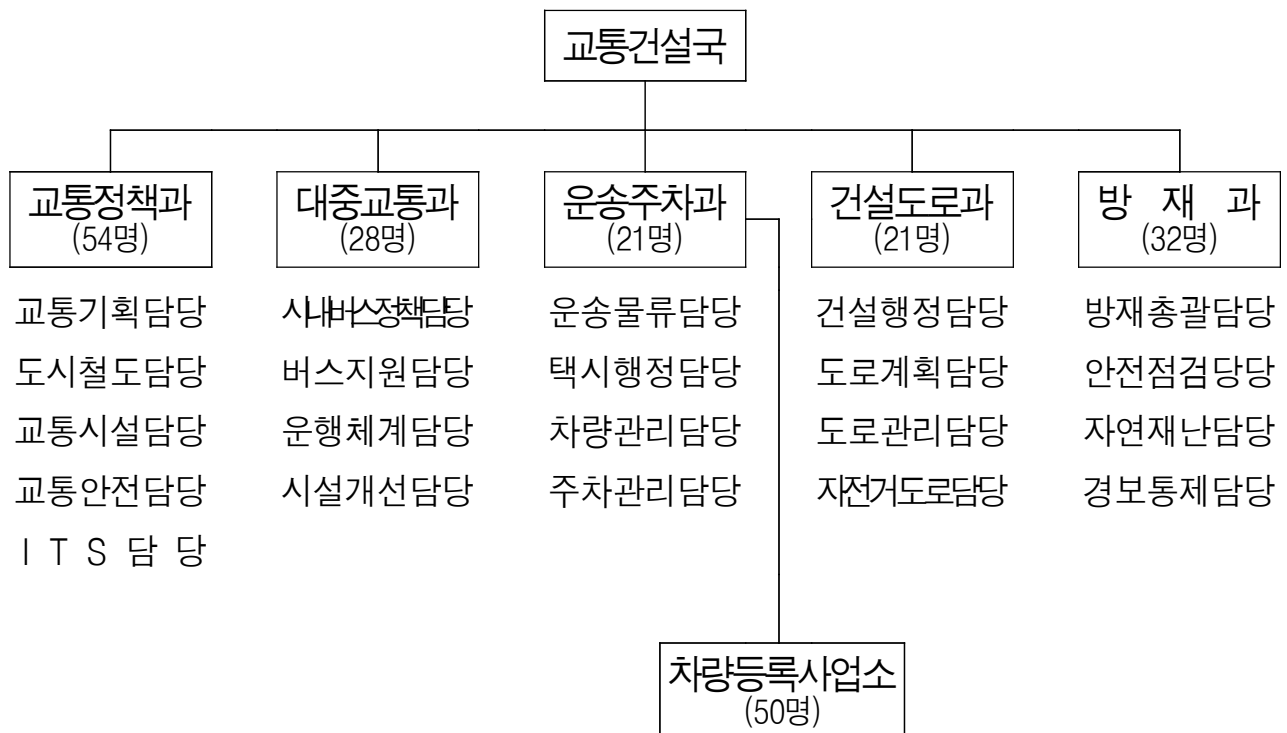 교통건설국
교통정책과
(54명)
대중교통과
(28명)
운송주차과
(21명)
건설도로과
(21명)
방 재 과
(32명)
교통기획담당
도시철도담당
교통시설담당
교통안전담당
I T S 담 당
시내버스정책담당
버스지원담당
운행체계담당
시설개선담당
운송물류담당
택시행정담당
차량관리담당
주차관리담당
건설행정담당
도로계획담당
도로관리담당
자전거도로담당
방재총괄담당
안전점검당당
자연재난담당
경보통제담당
차량등록사업소
(50명)